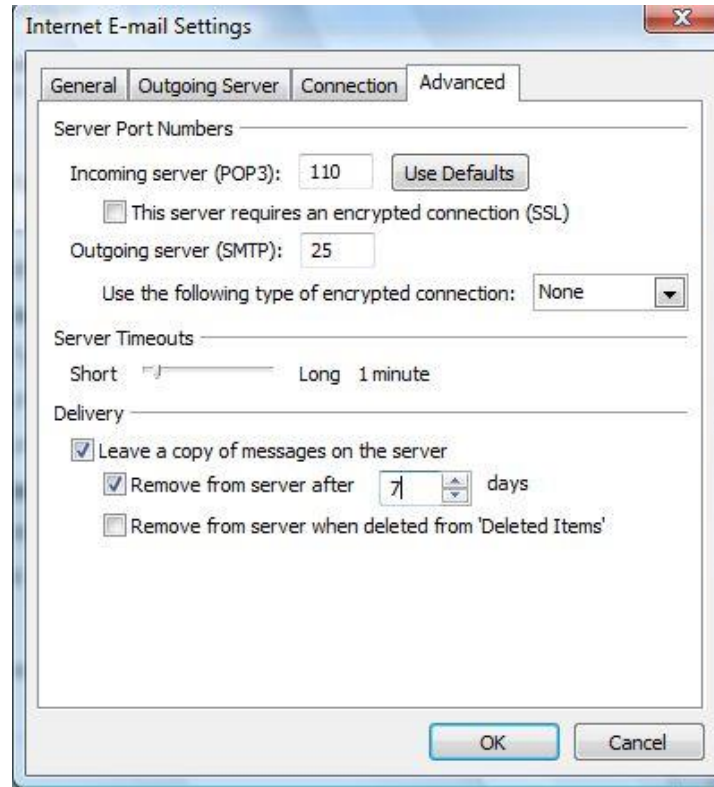 Internet E-mail Settings
X
General Outgoing Server Connection Advanced
Server Port Numbers
Incoming server (POP3): 110 Use Defaults
This server requires an encrypted connection (SSL)
Outgoing server (SMTP): 25
Use the following type of encrypted connection: None
Server Timeouts
Short Long 1 minute
Delivery
Leave a copy of messages on the server
Remove from server after 7 days
Remove from server when deleted from 'Deleted Items'
OK Cancel